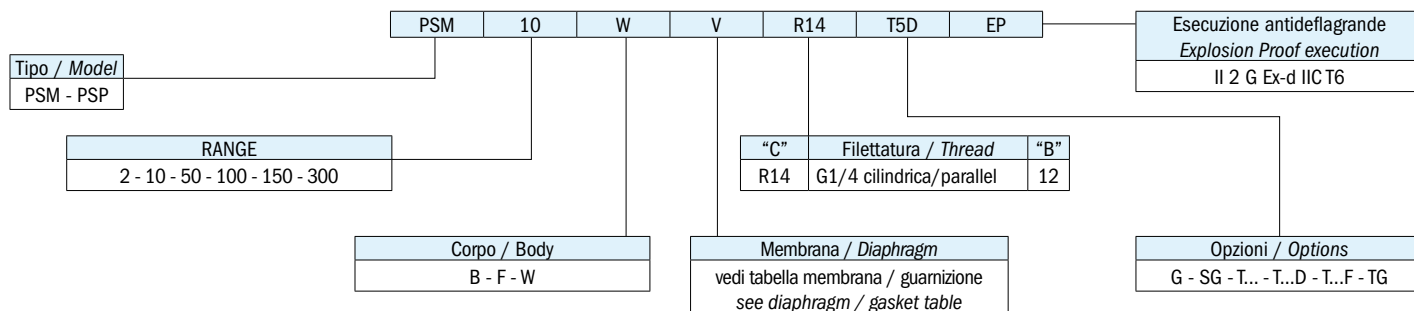 PSM 10 W V R14 T5D EP
Esecuzione antideflagrande
Explosion Proof execution
II 2 G Ex-d IIC T6
Tipo / Model
PSM - PSP
RANGE
2 - 10 - 50 - 100 - 150 - 300
"C" Filettatura / Thread "B"
R14 G1/4 cilindrica/parallel 12
Corpo / Body
B - F - W
Membrana / Diaphragm
vedi tabella membrana / guarnizione
see diaphragm / gasket table
Opzioni / Options
G - SG - T... - T...D - T...F - TG